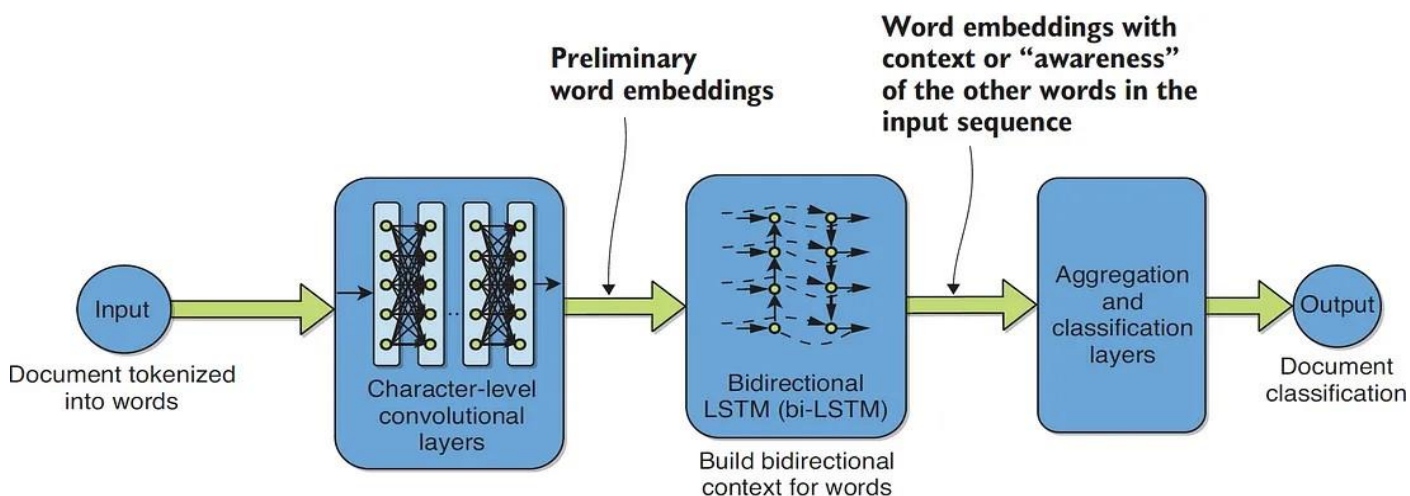 Preliminary
word embeddings
Word embeddings with
context or “awareness”
of the other words in the
input sequence
Input
Document tokenized
into words
..
Character-level
convolutional
layers
Bidirectional
LSTM (bi-LSTM)
Build bidirectional
context for words
Aggregation
and
classification
layers
Output
Document
classification